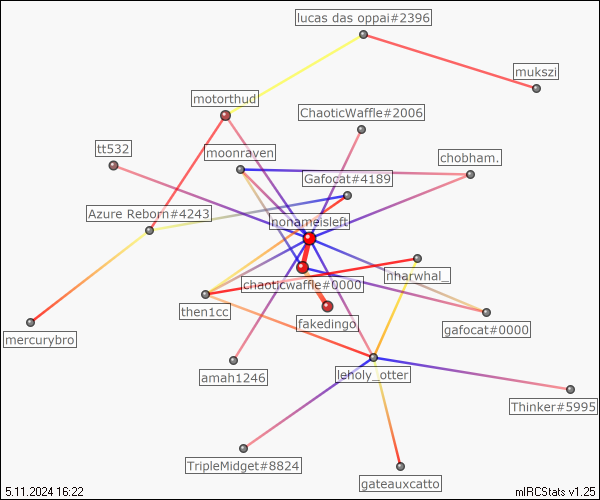 lucas das oppai#2396
mukszi
motorthud
ChaoticWaffle#2006
tt532
moonraven
chobham.
Gafocat#4189
Azure Reborn#4243
nonameisleft
nharwhal_
chaoticwaffle#0000
then1cc
fakedingo
gafocat#0000
mercurybro
amah1246
leholy_otter
Thinker#5995
TripleMidget#8824
gateauxcatto
5.11.2024 16:22
mIRCStats v1.25